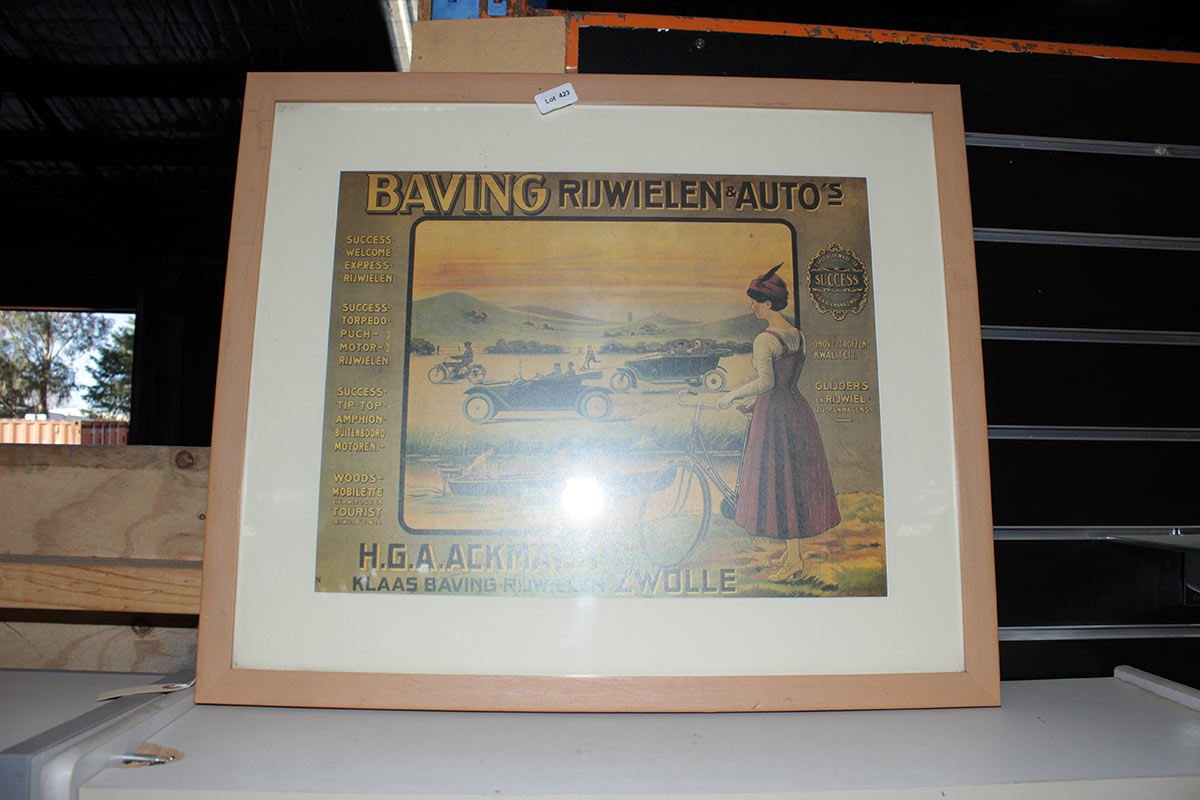 Lot 423
BAVING RIJWIELEN & AUTO'S
SUCCESS-
WELCOME
EXPRESS-
RIJWIELEN
SUCCESS
TORPEDO-
PUCH-
MOTOR-
RIJWIELEN
SUCCESS-
TIP-TOP-
AMPHION-
BUITENBOORD
MOTOREN-
WOODS-
MOBILETTE
TOURIST
SUCCESS
ONOVERTROFFEN
KWALITEIT
GLIJDERS
EN RIJWIEL-
H.G.A. ACKMA
KLAAS BAVING RIJWIELEN ZWOLLE